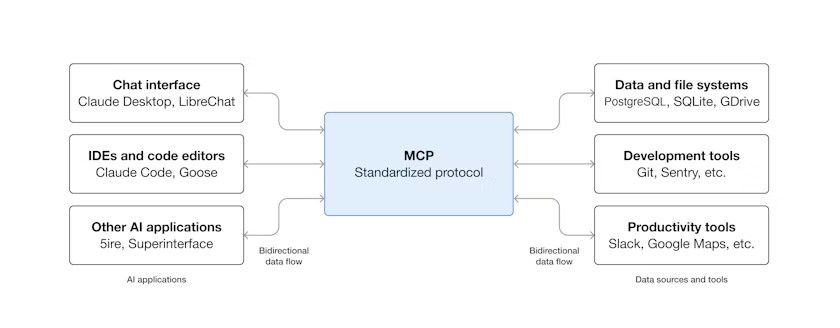 Chat interface
Claude Desktop, LibreChat
IDEs and code editors
Claude Code, Goose
Other AI applications
5ire, Superinterface
AI applications
Bidirectional
data flow
MCP
Standardized protocol
Bidirectional
data flow
Data and file systems
PostgreSQL, SQLite, GDrive
Development tools
Git, Sentry, etc.
Productivity tools
Slack, Google Maps, etc.
Data sources and tools